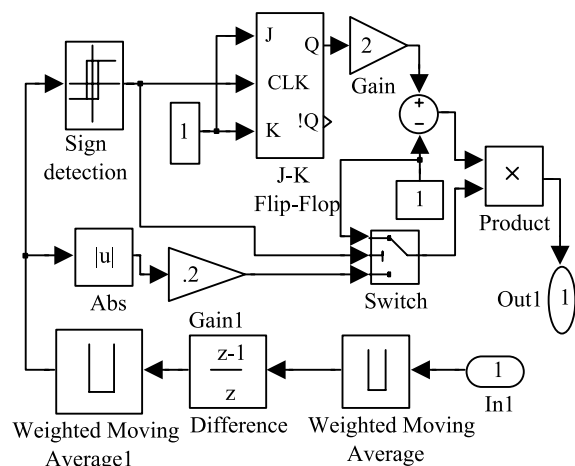 J
Q
2
CLK
1
K
!Q
Sign
detection
J-K
Flip-Flop
Gain
+
−
1
×
Product
|u|
Abs
.2
Gain1
Switch
Out1
1
z-1
z
Difference
1
In1
Weighted Moving
Average1
Weighted Moving
Average